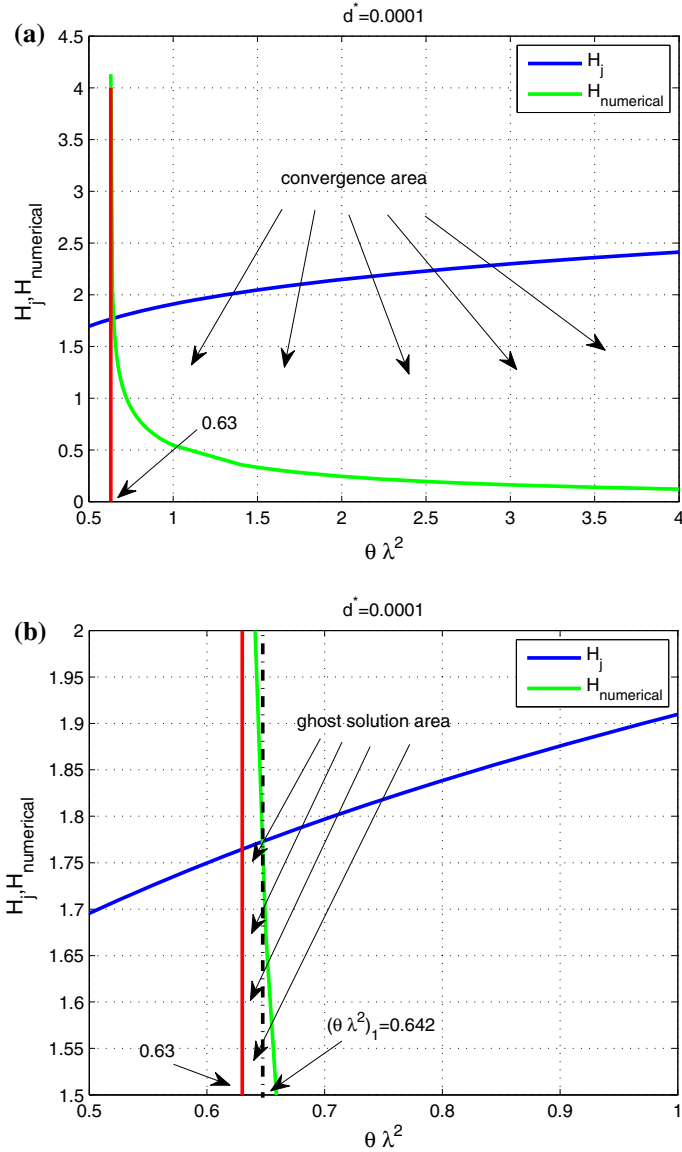 (a)
d*=0.0001
H_j
H_numerical
convergence area
0.63
H_j,H_numerical
4.5
4
3.5
3
2.5
2
1.5
1
0.5
0
0.5 1 1.5 2 2.5 3 3.5 4
θ λ²
(b)
d*=0.0001
H_j
H_numerical
ghost solution area
(θ λ²)₁=0.642
0.63
H_j,H_numerical
2
1.95
1.9
1.85
1.8
1.75
1.7
1.65
1.6
1.55
1.5
0.5 0.6 0.7 0.8 0.9 1
θ λ²